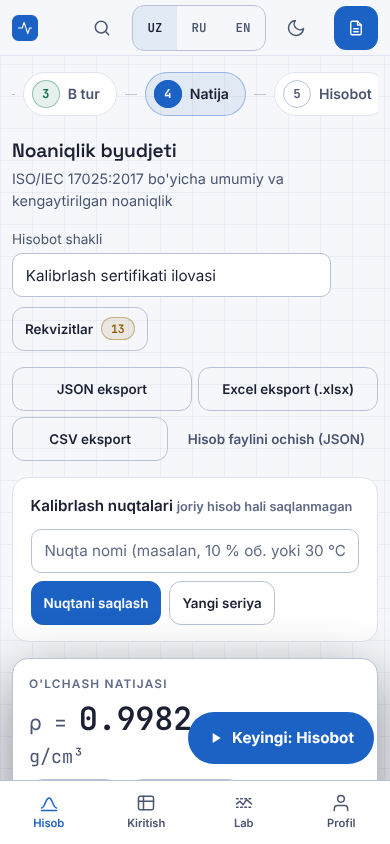 UZ RU EN
3 B tur 4 Natija 5 Hisobot
Noaniqlik byudjeti
ISO/IEC 17025:2017 bo'yicha umumiy va
kengaytirilgan noaniqlik
Hisobot shakli
Kalibrlash sertifikati ilovasi
Rekvizitlar 13
JSON eksport Excel eksport (.xlsx)
CSV eksport Hisob faylini ochish (JSON)
Kalibrlash nuqtalari joriy hisob hali saqlanmagan
Nuqta nomi (masalan, 10 % об. yoki 30 °C
Nuqtani saqlash Yangi seriya
O'LCHASH NATIJASI
ρ = 0.9982
g/cm³
Keyingi: Hisobot
Hisob Kiritish Lab Profil